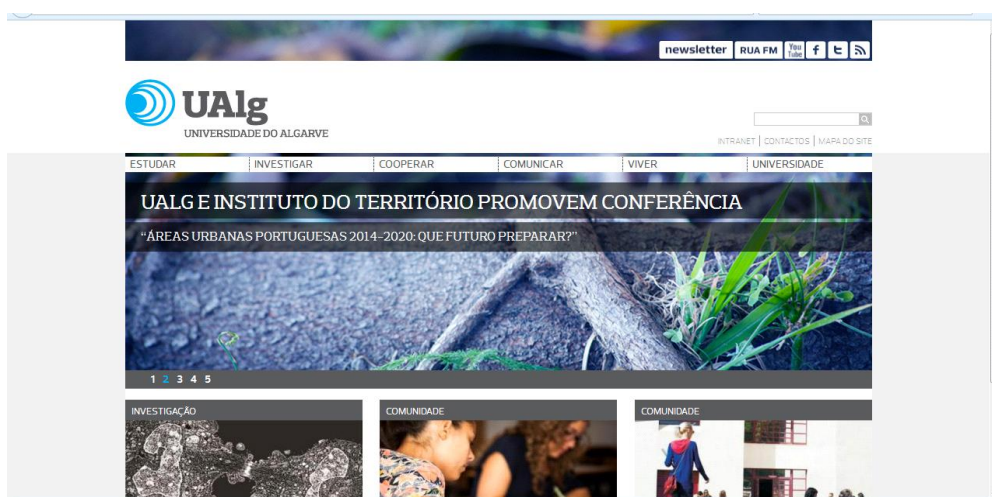 newsletter RUA FM You Tube f t
UAlg
UNIVERSIDADE DO ALGARVE
INTRANET | CONTACTOS | MAPA DO SITE
ESTUDAR INVESTIGAR COOPERAR COMUNICAR VIVER UNIVERSIDADE
UALG E INSTITUTO DO TERRITÓRIO PROMOVEM CONFERÊNCIA
“ÁREAS URBANAS PORTUGUESAS 2014-2020: QUE FUTURO PREPARAR?”
1 2 3 4 5
INVESTIGAÇÃO COMUNIDADE COMUNIDADE